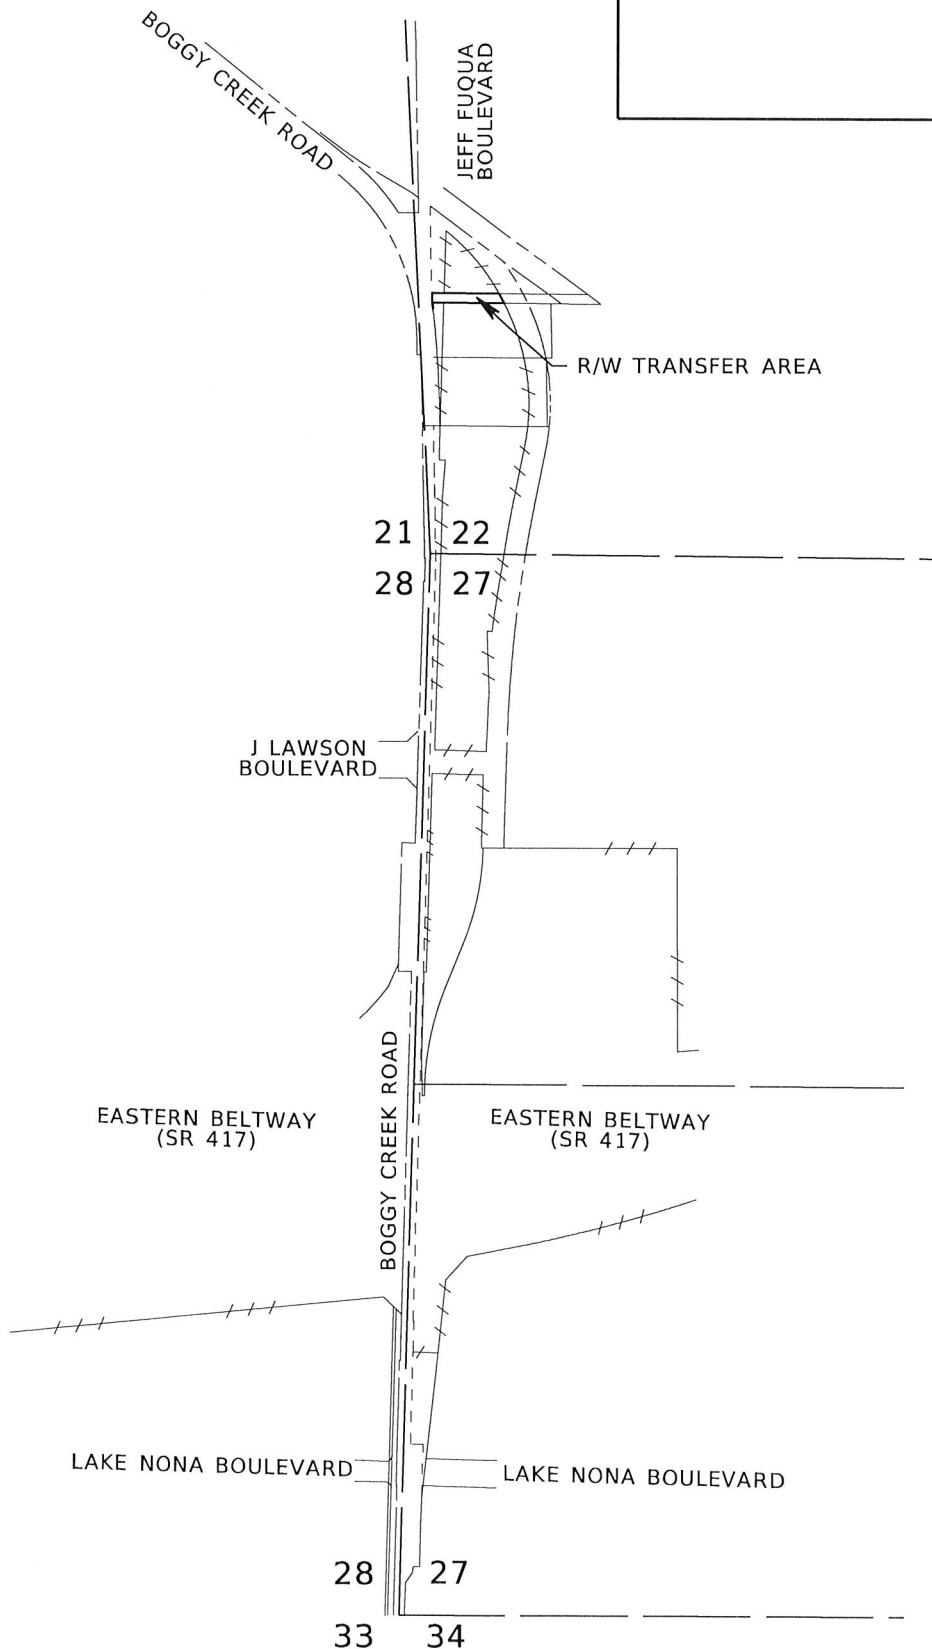 BOGGY CREEK ROAD
JEFF FUQUA
BOULEVARD
R/W TRANSFER AREA
21 22
28 27
J LAWSON
BOULEVARD
BOGGY CREEK ROAD
EASTERN BELTWAY
(SR 417)
EASTERN BELTWAY
(SR 417)
LAKE NONA BOULEVARD
LAKE NONA BOULEVARD
28 27
33 34